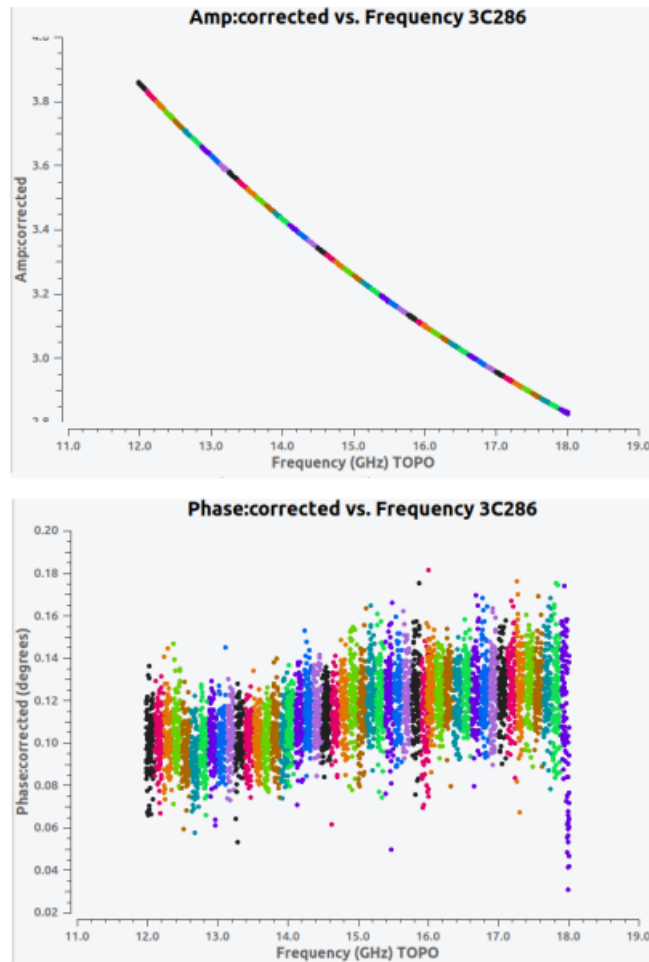 Amp:corrected vs. Frequency 3C286
4.0
3.8
3.6
3.4
3.2
3.0
2.8
Amp:corrected
11.0 12.0 13.0 14.0 15.0 16.0 17.0 18.0 19.0
Frequency (GHz) TOPO
Phase:corrected vs. Frequency 3C286
0.20
0.18
0.16
0.14
0.12
0.10
0.08
0.06
0.04
0.02
Phase:corrected (degrees)
11.0 12.0 13.0 14.0 15.0 16.0 17.0 18.0 19.0
Frequency (GHz) TOPO